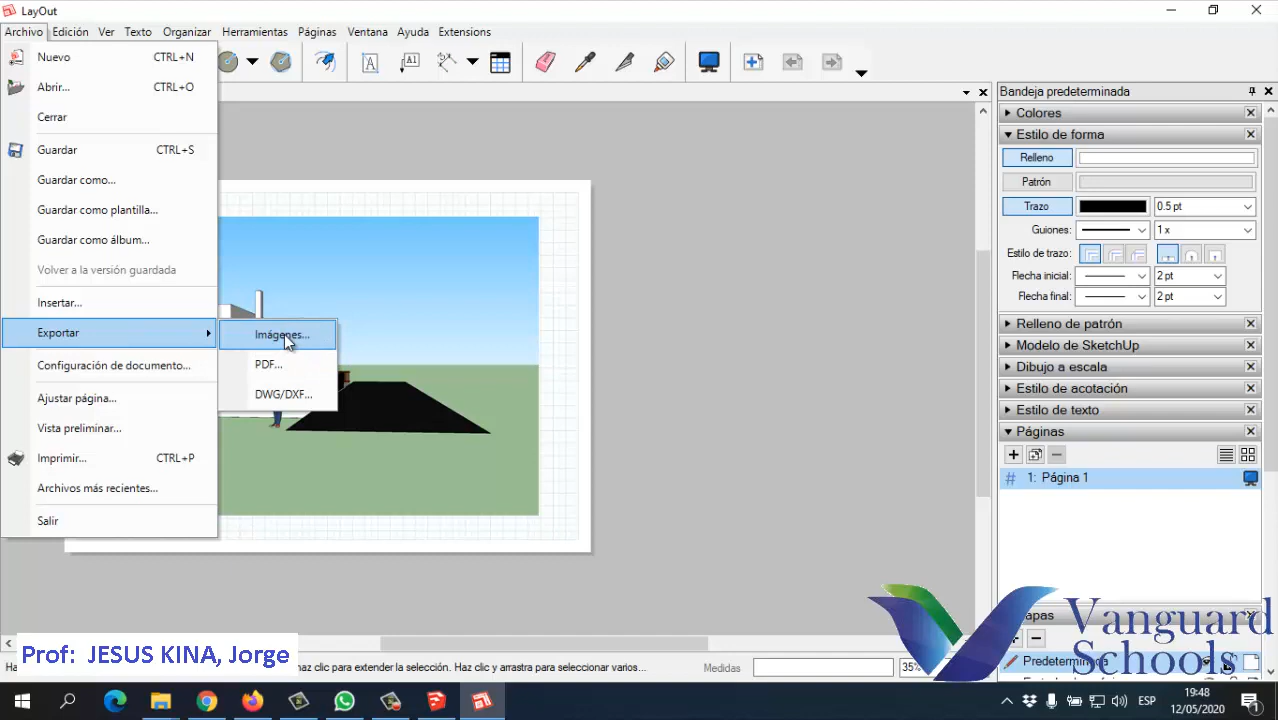 LayOut
Archivo Edición Ver Texto Organizar Herramientas Páginas Ventana Ayuda Extensions
Nuevo CTRL+N
Abrir... CTRL+O
Cerrar
Guardar CTRL+S
Guardar como...
Guardar como plantilla...
Guardar como álbum...
Volver a la versión guardada
Insertar...
Exportar
Configuración de documento...
Ajustar página...
Vista preliminar...
Imprimir... CTRL+P
Archivos más recientes...
Salir
Imágenes...
PDF...
DWG/DXF...
Bandeja predeterminada
Colores
Estilo de forma
Relleno
Patrón
Trazo 0.5 pt
Guiones: 1 x
Estilo de trazo:
Flecha inicial: 2 pt
Flecha final: 2 pt
Relleno de patrón
Modelo de SketchUp
Dibujo a escala
Estilo de acotación
Estilo de texto
Páginas
# 1: Página 1
Predetermina
Vanguard
Schools
Prof: JESUS KINA, Jorge
haz clic para extender la selección. Haz clic y arrastra para seleccionar varios...
Medidas
35%
ESP
19:48
12/05/2020